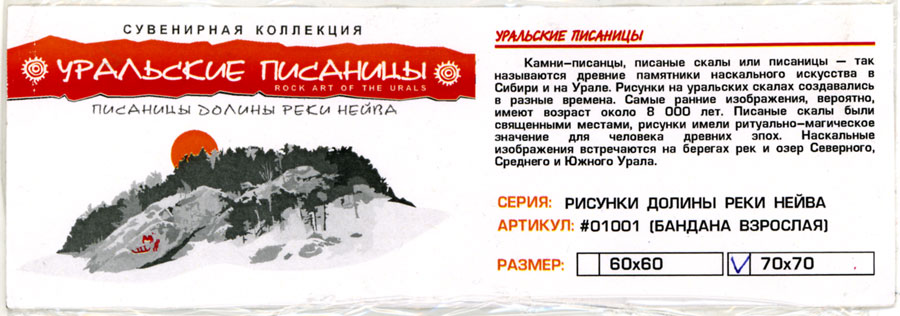 СУВЕНИРНАЯ КОЛЛЕКЦИЯ
УРАЛЬСКИЕ ПИСАНИЦЫ
ROCK ART OF THE URALS
ПИСАНИЦЫ ДОЛИНЫ РЕКИ НЕЙВА
УРАЛЬСКИЕ ПИСАНИЦЫ
Камни–писанцы, писаные скалы или писаницы — так
называются древние памятники наскального искусства в
Сибири и на Урале. Рисунки на уральских скалах создавались
в разные времена. Самые ранние изображения, вероятно,
имеют возраст около 8 000 лет. Писаные скалы были
священными местами, рисунки имели ритуально–магическое
значение для человека древних эпох. Наскальные
изображения встречаются на берегах рек и озер Северного,
Среднего и Южного Урала.
СЕРИЯ: РИСУНКИ ДОЛИНЫ РЕКИ НЕЙВА
АРТИКУЛ: #01001 (БАНДАНА ВЗРОСЛАЯ)
РАЗМЕР: 60x60 70x70